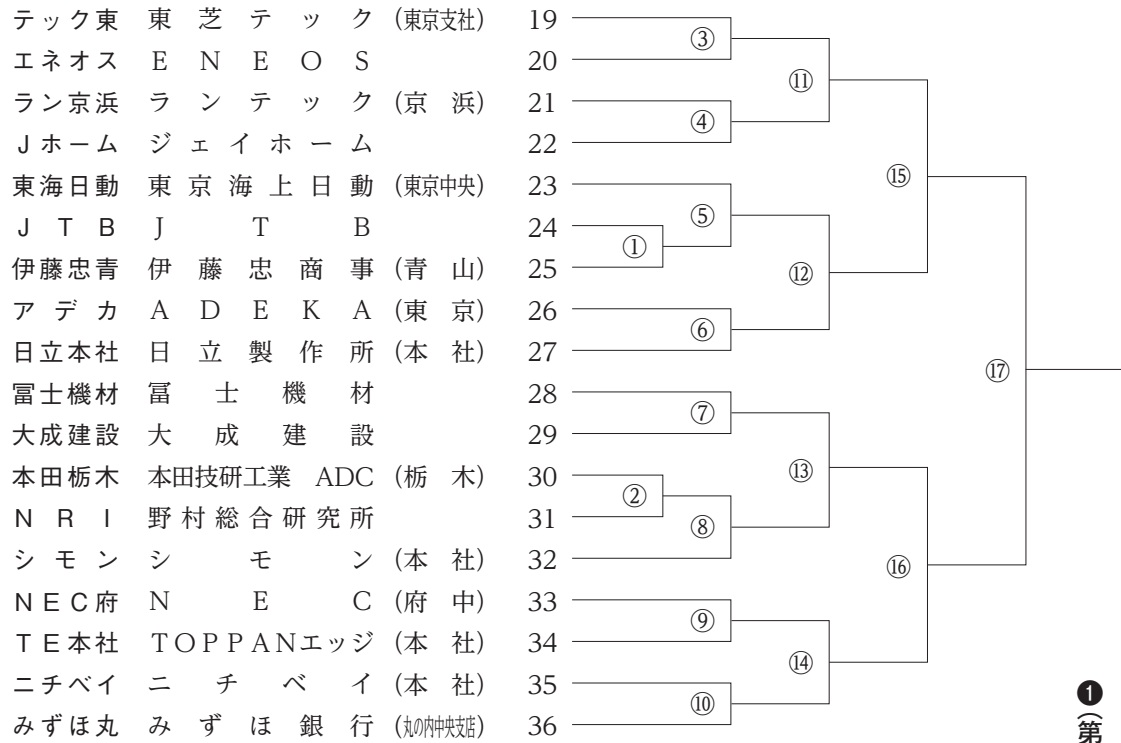 テック東 東芝テック (東京支社) 19
エネオス ENEOS 20
ラン京浜 ランテック (京浜) 21
Jホーム ジェイホーム 22
東海日動 東京海上日動 (東京中央) 23
JTB JTB 24
伊藤忠青 伊藤忠商事 (青山) 25
アデカ ADEKA (東京) 26
日立本社 日立製作所 (本社) 27
冨士機材 冨士機材 28
大成建設 大成建設 29
本田栃木 本田技研工業 ADC (栃木) 30
NRI 野村総合研究所 31
シモン シモン (本社) 32
NEC府 NEC (府中) 33
TE本社 TOPPANエッジ (本社) 34
ニチベイ ニチベイ (本社) 35
みずほ丸 みずほ銀行 (丸の内中央支店) 36
①
②
③
④
⑤
⑥
⑦
⑧
⑨
⑩
⑪
⑫
⑬
⑭
⑮
⑯
⑰
❶(第